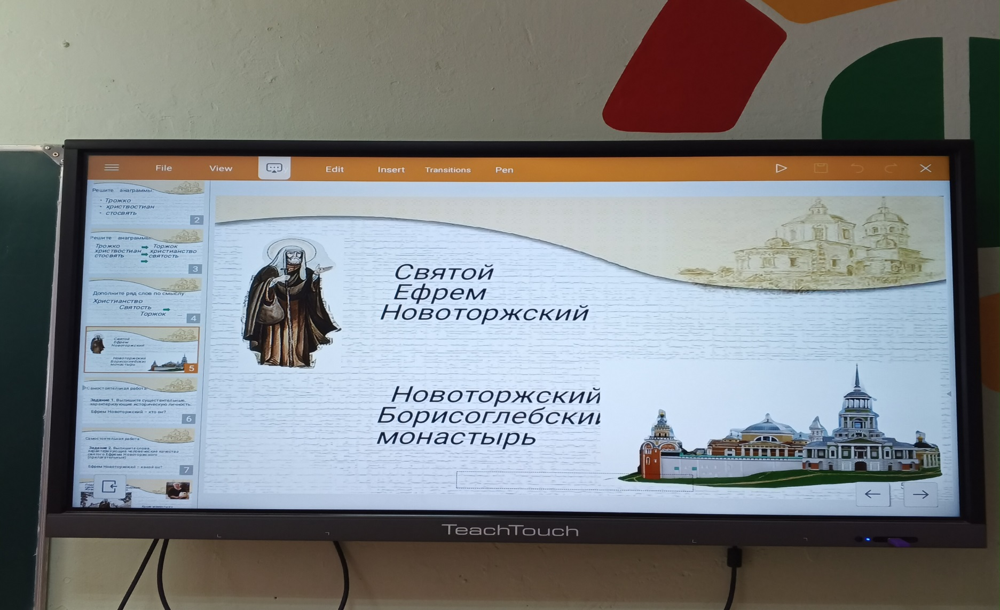 File View Edit Insert Transitions Pen
Решите анаграммы:
• Трожко
• христвостиан
• стосвять
2
Решите анаграммы:
Трожко Торжок
христвостиан христианство
стосвять святость
3
Дополните ряд слов по смыслу:
Христианство
Святость
Торжок ...
4
Святой
Ефрем
Новоторжский
Новоторжский
Борисоглебский
монастырь
5
Самостоятельная работа
Задание 1. Выпишите существительные,
характеризующие историческую личность.
Ефрем Новоторжский – кто он?
6
Самостоятельная работа
Задание 2. Выпишите слова,
характеризующие человеческие качества
святого Ефрема Новоторжского
(прилагательные)
Ефрем Новоторжский – какой он?
7
Святой
Ефрем
Новоторжский
Новоторжский
Борисоглебский
монастырь
5
TeachTouch